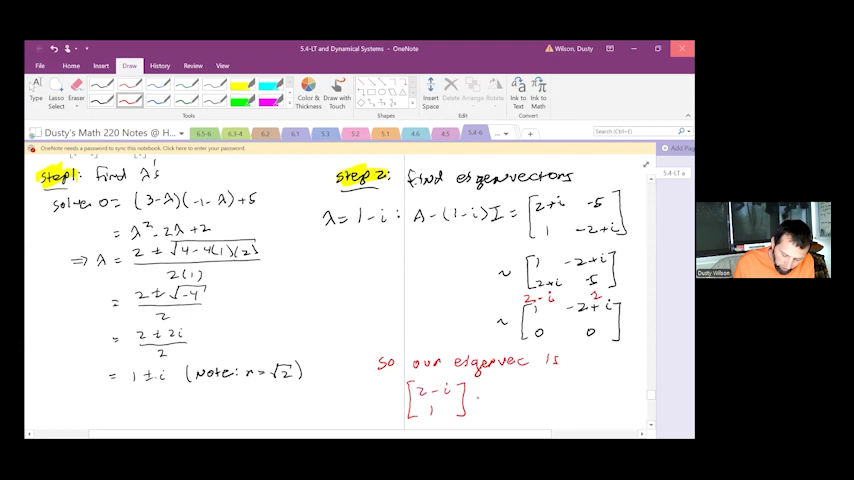 5.4-LT and Dynamical Systems - OneNote
Wilson, Dusty
File Home Insert Draw History Review View
Type
Lasso Select
Eraser
Tools
Color & Thickness
Draw with Touch
Shapes
Insert Space
Delete
Arrange
Rotate
Edit
Ink to Text
Ink to Math
Convert
Dusty's Math 220 Notes @ H...
6.5-6 6.3-4 6.2 6.1 5.3 5.2 5.1 4.6 4.5 5.4-6 ...
Search (Ctrl+E)
OneNote needs a password to sync this notebook. Click here to enter your password.
Add Pag
5.4-LT a
step 1: find λ's
solve 0 = (3-λ)(-1-λ)+5
= λ² - 2λ + 2
⇒ λ = (2 ± √(4-4(1)(2))) / 2(1)
= (2 ± √-4) / 2
= (2 ± 2i) / 2
= 1 ± i (Note: r = √2)
step 2: find eigenvectors
λ = 1 - i : A - (1-i)I = [2+i -5
1 -2+i]
~ [1 -2+i
2+i -5]
2-i 2
~ [1 -2+i
0 0]
So our eigenvec is
[2-i
1].
Dusty Wilson